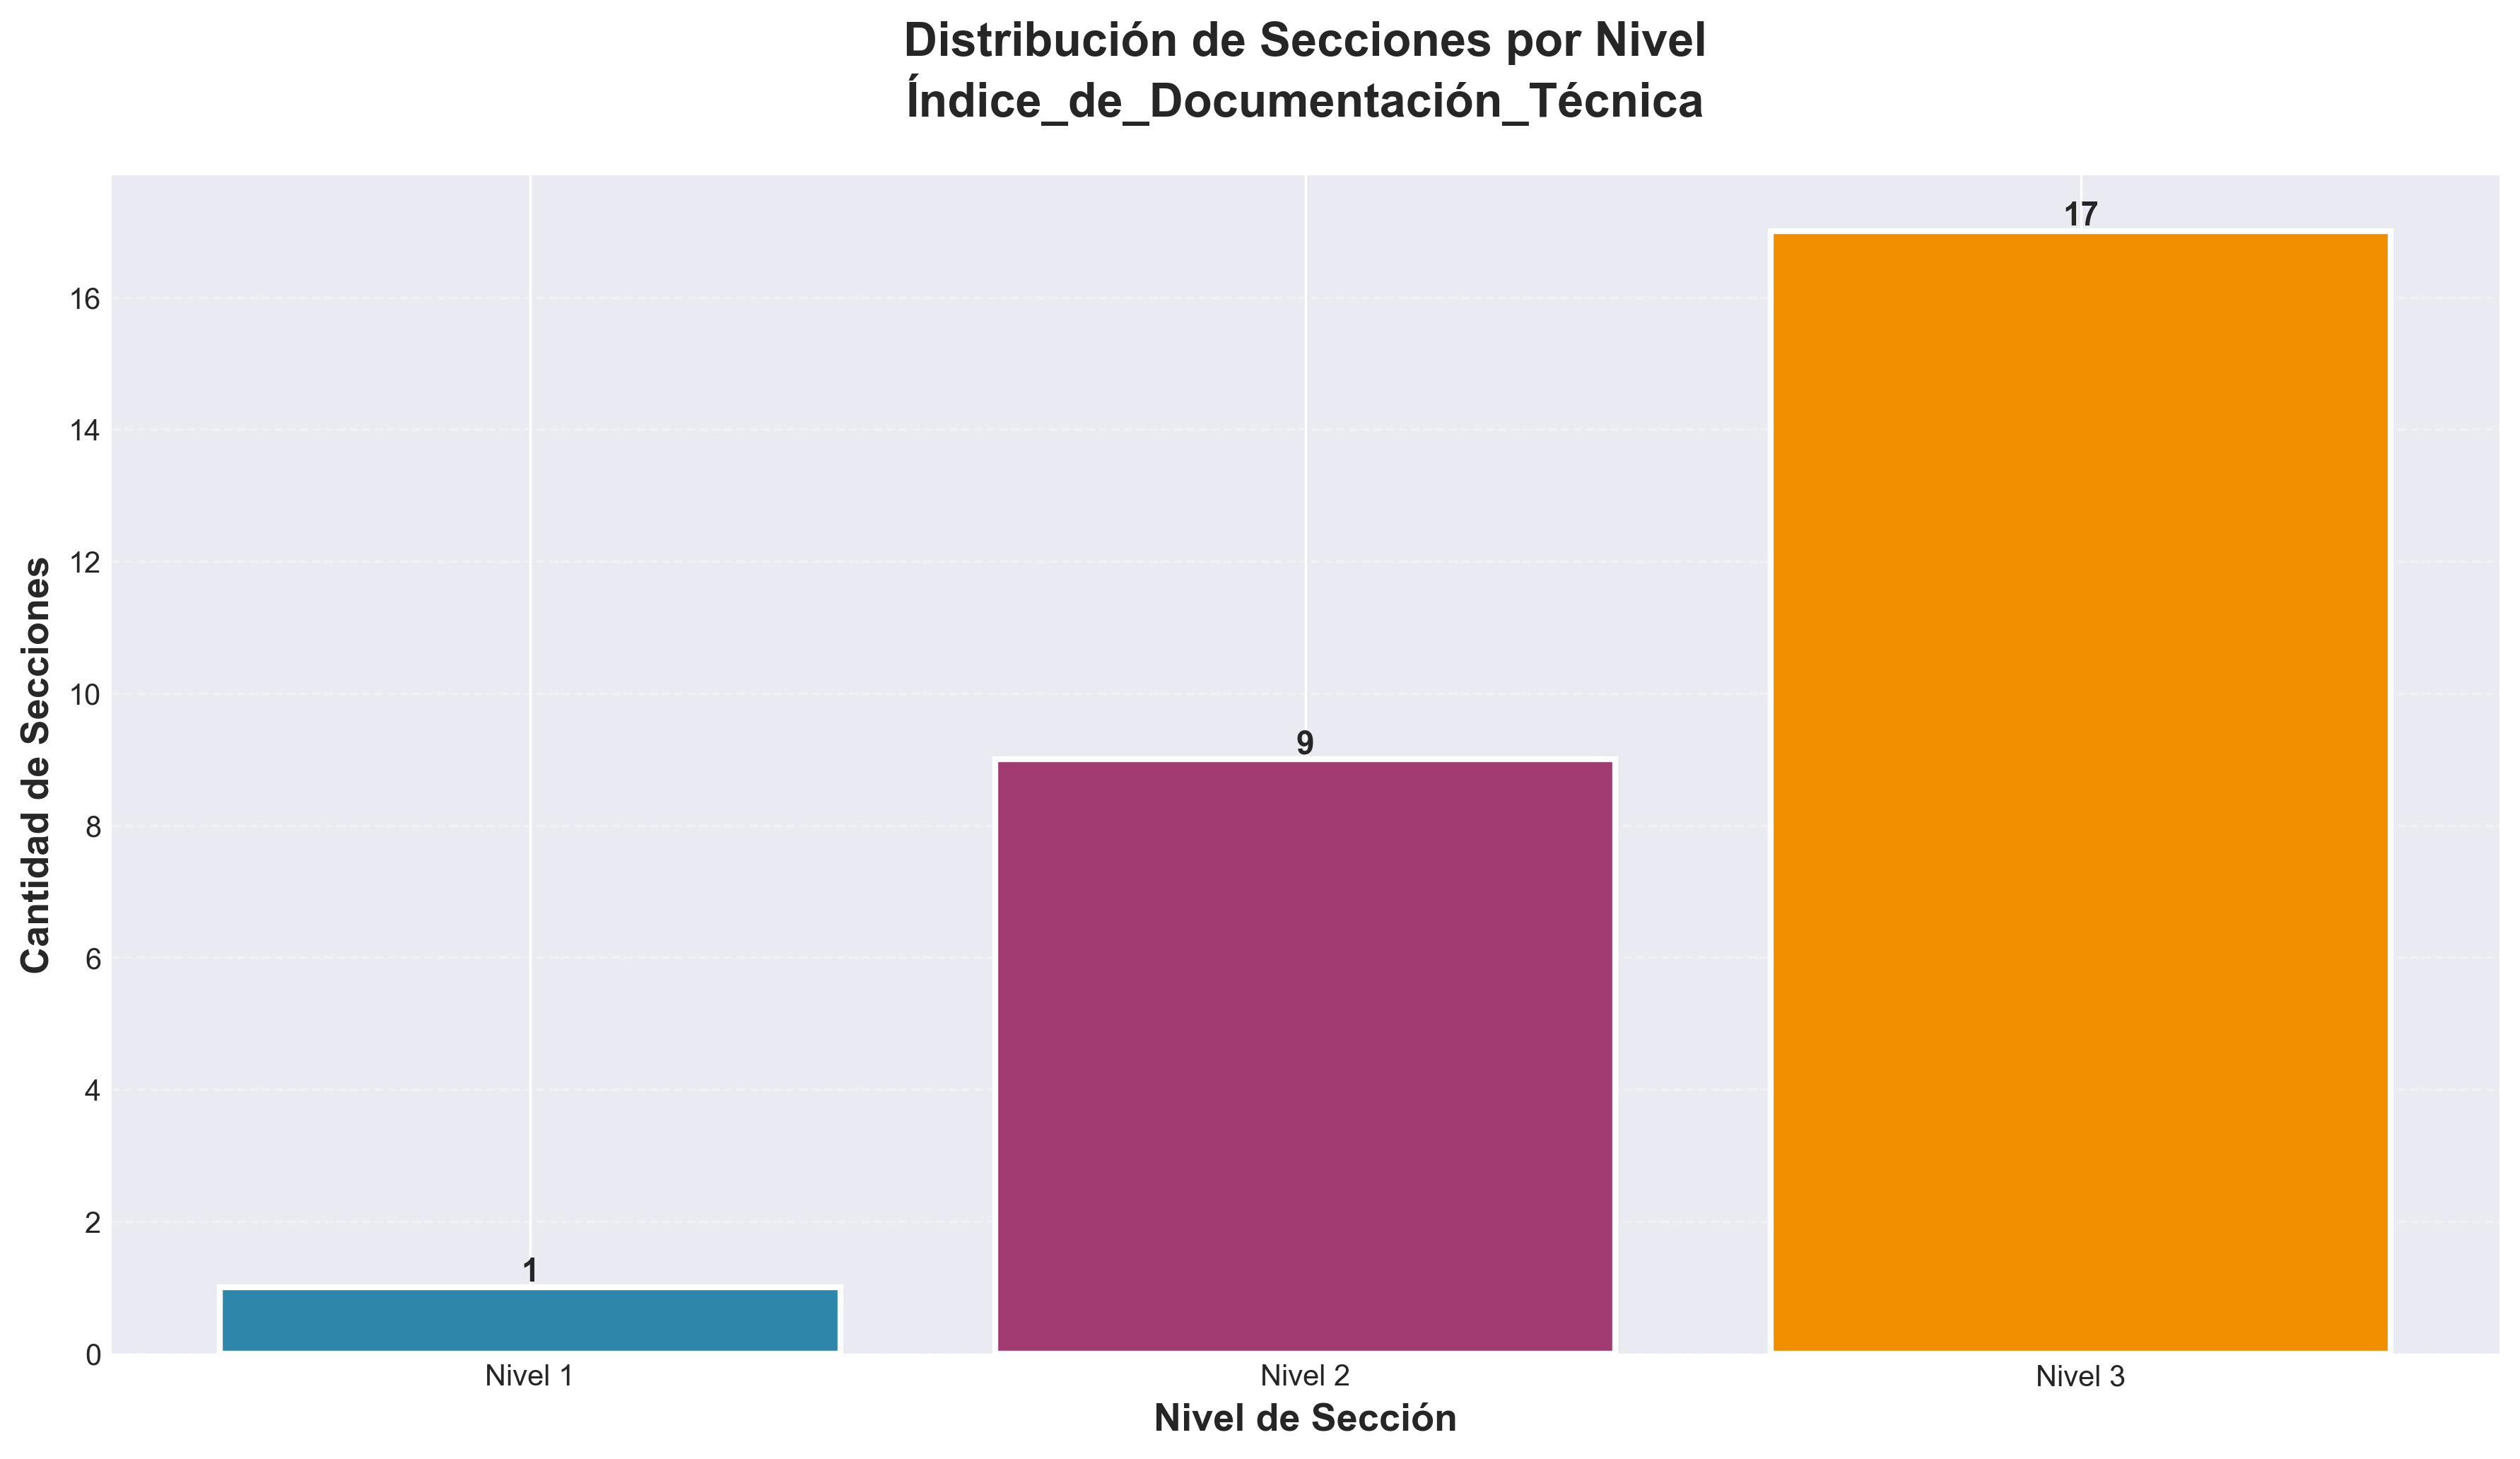 Distribución de Secciones por Nivel
Índice_de_Documentación_Técnica
Cantidad de Secciones
16
14
12
10
8
6
4
2
0
1
9
17
Nivel 1
Nivel 2
Nivel 3
Nivel de Sección